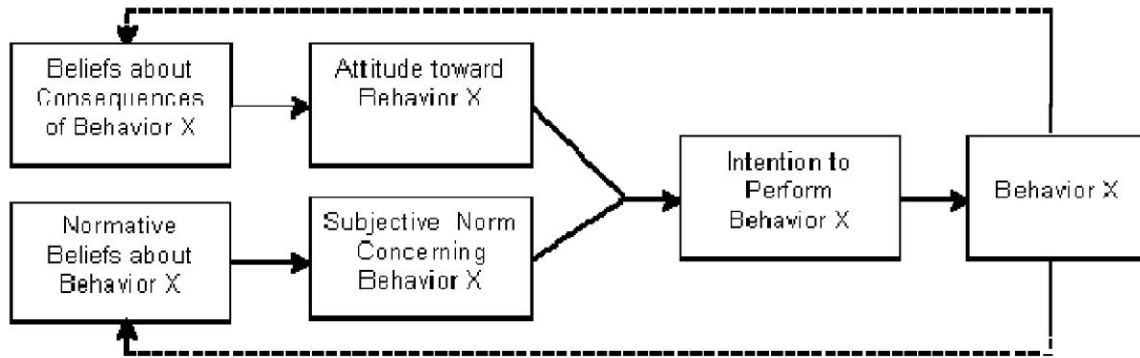 Beliefs about
Consequences
of Behavior X
Attitude toward
Behavior X
Normative
Beliefs about
Behavior X
Subjective Norm
Concerning
Behavior X
Intention to
Perform
Behavior X
Behavior X